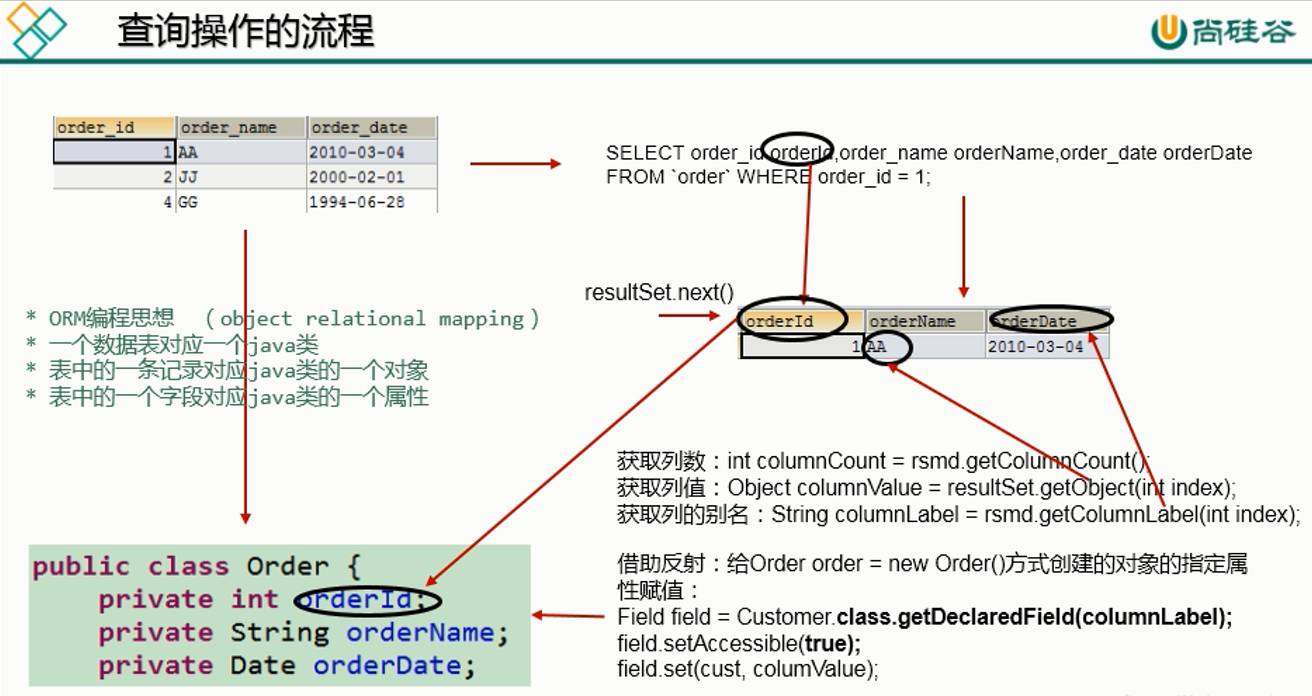 查询操作的流程
尚硅谷
order_id order_name order_date
1 AA 2010-03-04
2 JJ 2000-02-01
4 GG 1994-06-28
SELECT order_id orderId,order_name orderName,order_date orderDate
FROM `order` WHERE order_id = 1;
resultSet.next()
orderId orderName orderDate
1 AA 2010-03-04
* ORM编程思想 （object relational mapping）
* 一个数据表对应一个java类
* 表中的一条记录对应java类的一个对象
* 表中的一个字段对应java类的一个属性
获取列数：int columnCount = rsmd.getColumnCount();
获取列值：Object columnValue = resultSet.getObject(int index);
获取列的别名：String columnLabel = rsmd.getColumnLabel(int index);
借助反射：给Order order = new Order()方式创建的对象的指定属
性赋值：
Field field = Customer.class.getDeclaredField(columnLabel);
field.setAccessible(true);
field.set(cust, columValue);
public class Order {
private int orderId;
private String orderName;
private Date orderDate;